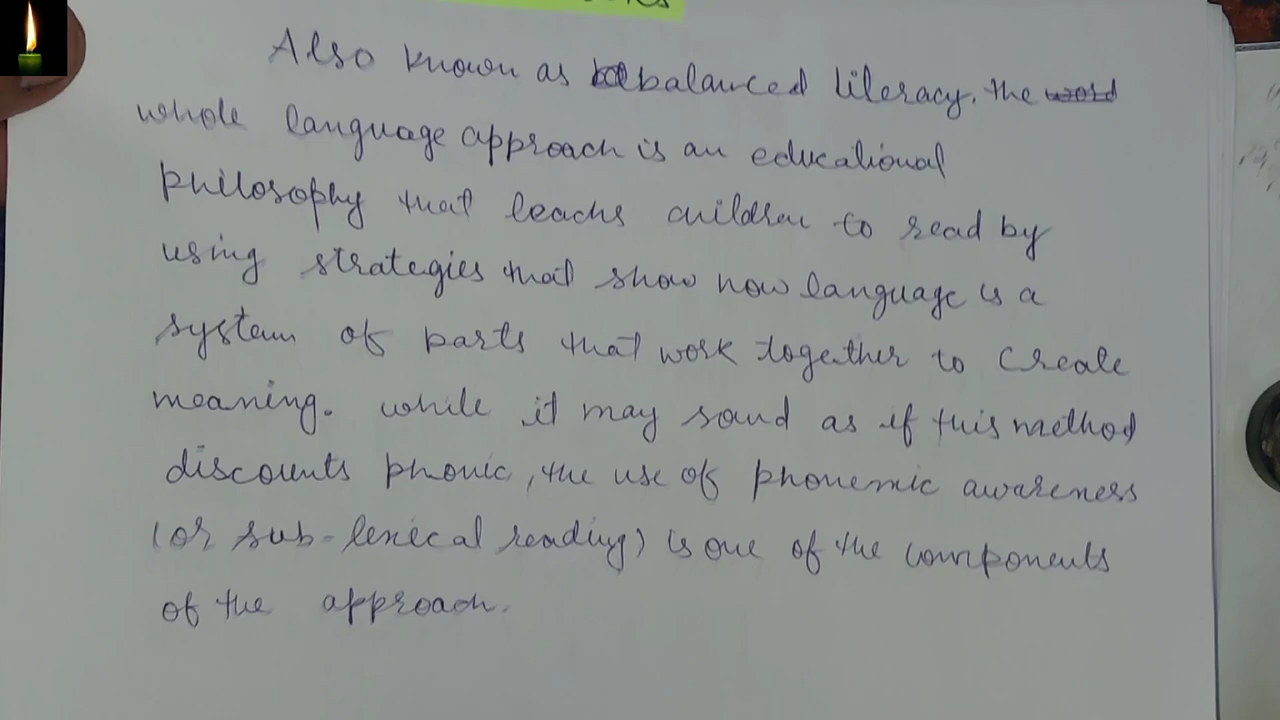 Also known as balanced literacy, the word
whole language approach is an educational
philosophy that teachs children to read by
using strategies that show how language is a
system of parts that work together to create
meaning. while it may sound as if this method
discounts phonic, the use of phonemic awareness
(or sub-lexical reading) is one of the components
of the approach.